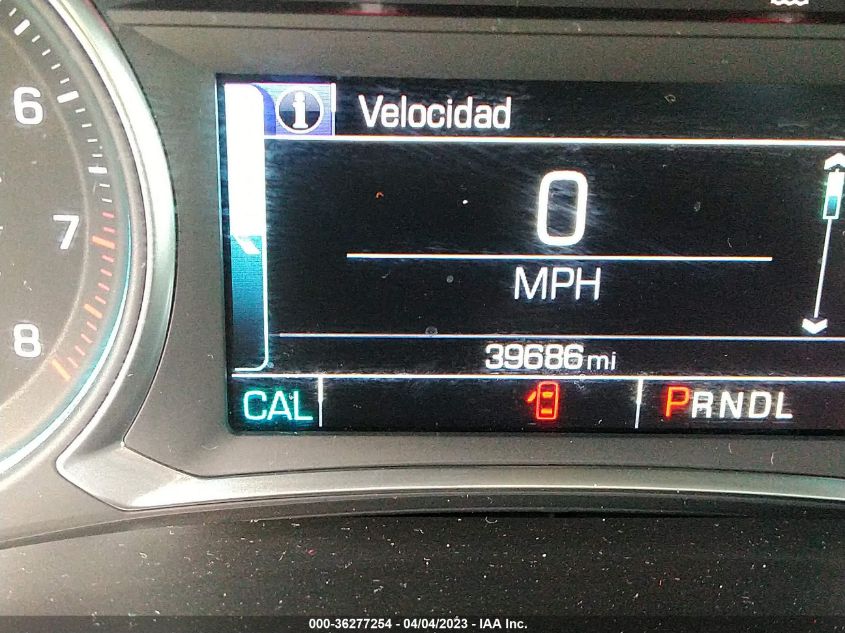 6
7
8
i Velocidad
0
MPH
39686 mi
CAL PRNDL
000-36277254 - 04/04/2023 - IAA Inc.